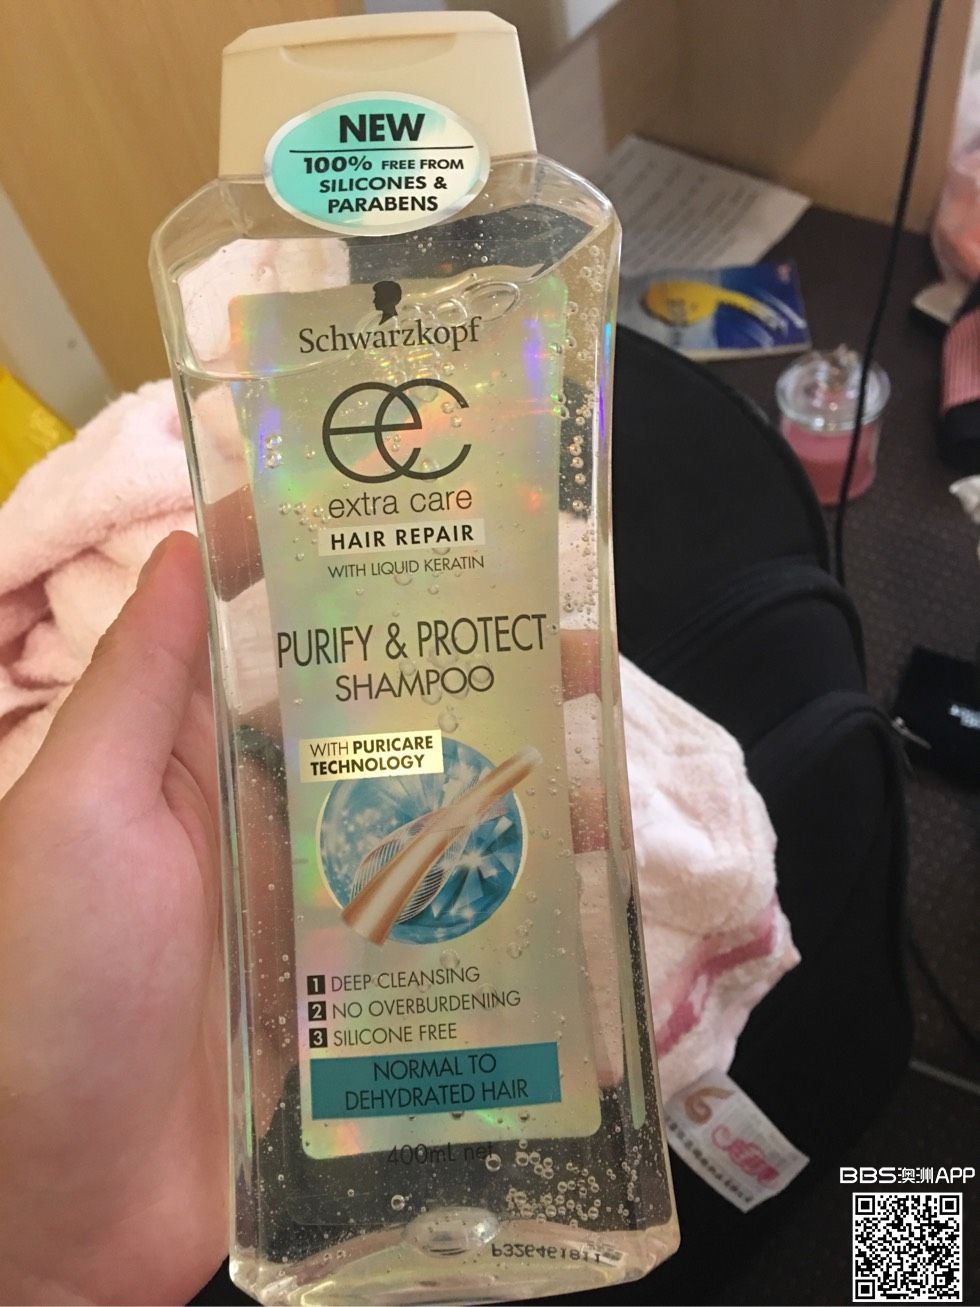 NEW
100% FREE FROM
SILICONES &
PARABENS
Schwarzkopf
ec
extra care
HAIR REPAIR
WITH LIQUID KERATIN
PURIFY & PROTECT
SHAMPOO
WITH PURICARE
TECHNOLOGY
1 DEEP CLEANSING
2 NO OVERBURDENING
3 SILICONE FREE
NORMAL TO
DEHYDRATED HAIR
400mL net
BBS澳洲APP